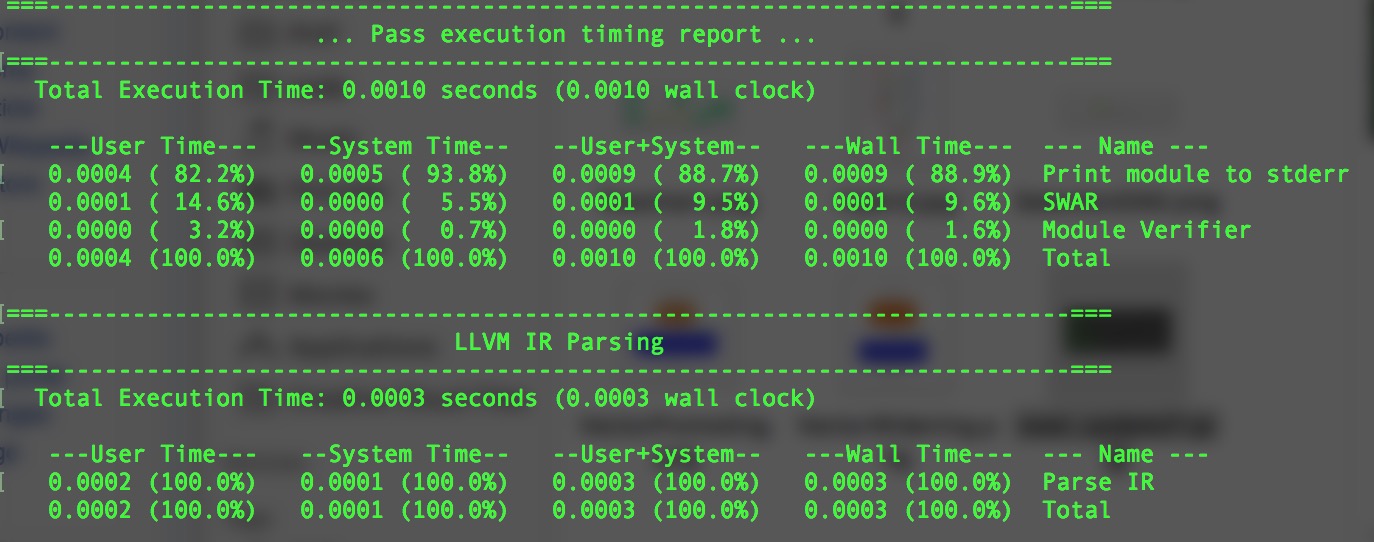 ===-------------------------------------------------------------------------===
... Pass execution timing report ...
===-------------------------------------------------------------------------===
Total Execution Time: 0.0010 seconds (0.0010 wall clock)
---User Time---   --System Time--   --User+System--   ---Wall Time---  --- Name ---
0.0004 ( 82.2%)   0.0005 ( 93.8%)   0.0009 ( 88.7%)   0.0009 ( 88.9%)  Print module to stderr
0.0001 ( 14.6%)   0.0000 (  5.5%)   0.0001 (  9.5%)   0.0001 (  9.6%)  SWAR
0.0000 (  3.2%)   0.0000 (  0.7%)   0.0000 (  1.8%)   0.0000 (  1.6%)  Module Verifier
0.0004 (100.0%)   0.0006 (100.0%)   0.0010 (100.0%)   0.0010 (100.0%)  Total
===-------------------------------------------------------------------------===
LLVM IR Parsing
===-------------------------------------------------------------------------===
Total Execution Time: 0.0003 seconds (0.0003 wall clock)
---User Time---   --System Time--   --User+System--   ---Wall Time---  --- Name ---
0.0002 (100.0%)   0.0001 (100.0%)   0.0003 (100.0%)   0.0003 (100.0%)  Parse IR
0.0002 (100.0%)   0.0001 (100.0%)   0.0003 (100.0%)   0.0003 (100.0%)  Total